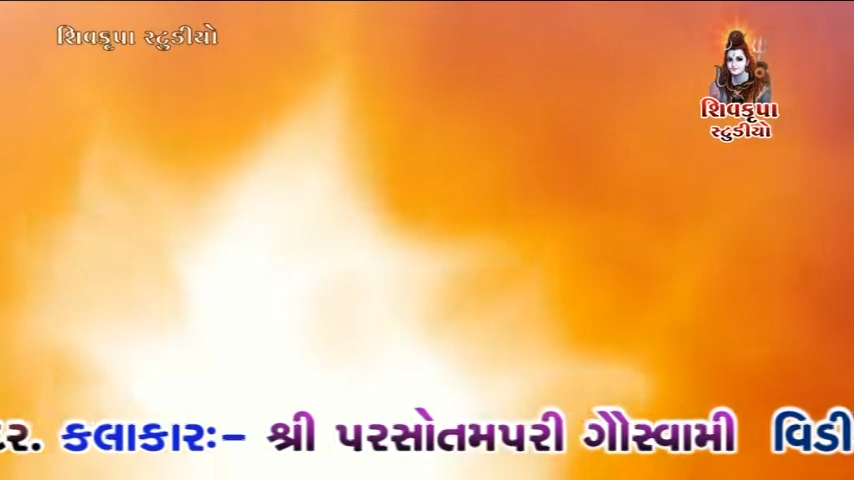 શિવકૃપા સ્ટુડીયો
શિવકૃપા
સ્ટુડીયો
કલાકારઃ- શ્રી પરસોતમપરી ગૌસ્વામી